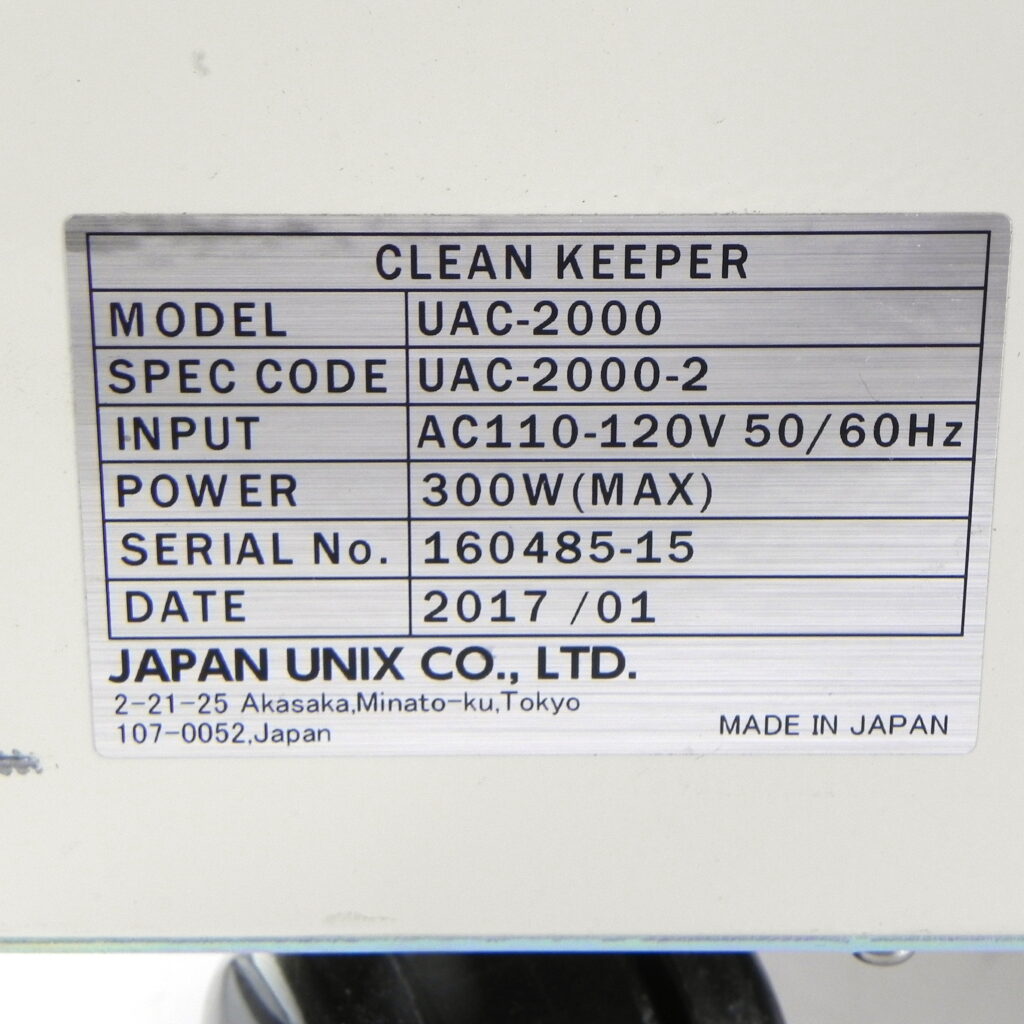 CLEAN KEEPER
MODEL UAC-2000
SPEC CODE UAC-2000-2
INPUT AC110-120V 50/60Hz
POWER 300W(MAX)
SERIAL No. 160485-15
DATE 2017 /01
JAPAN UNIX CO., LTD.
2-21-25 Akasaka,Minato-ku,Tokyo
107-0052,Japan
MADE IN JAPAN